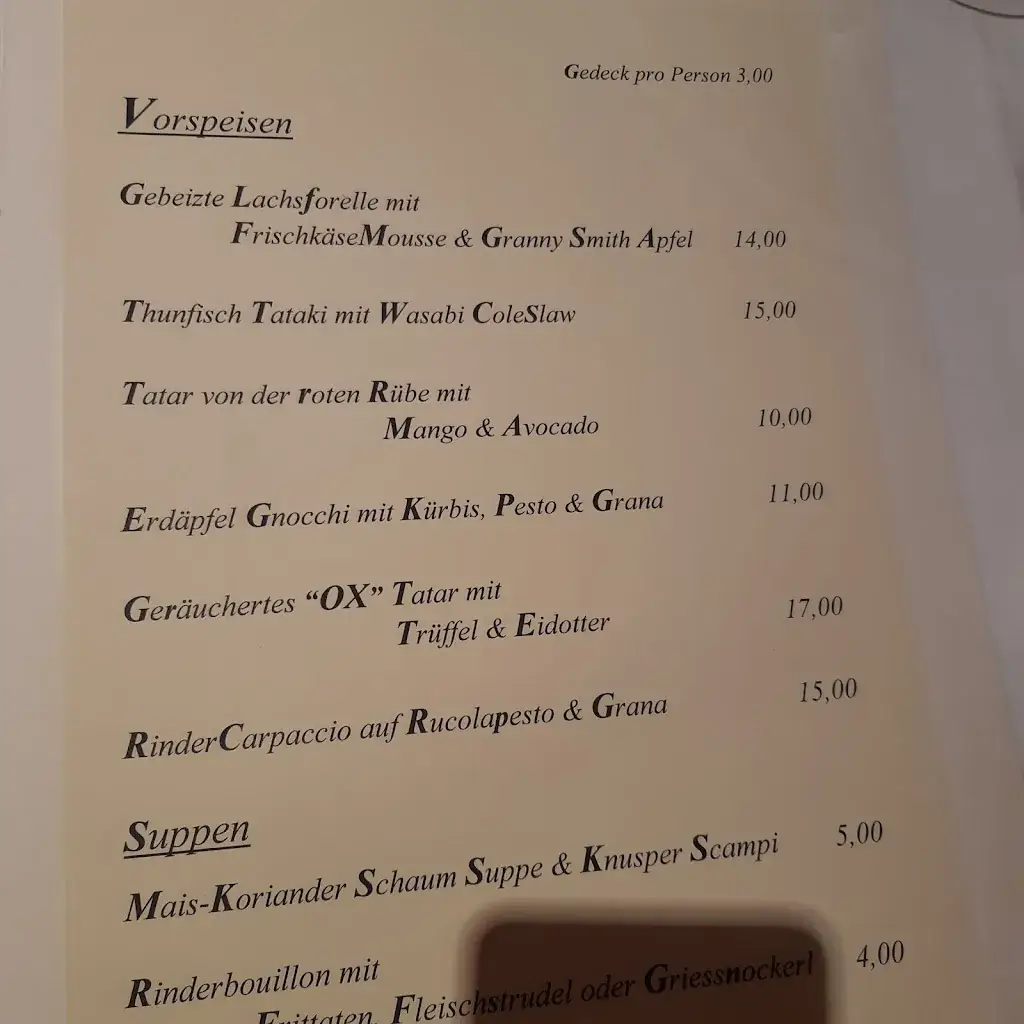 Gedeck pro Person 3,00
Vorspeisen
Gebeizte Lachsforelle mit
FrischkäseMousse & Granny Smith Apfel 14,00
Thunfisch Tataki mit Wasabi ColeSlaw 15,00
Tatar von der roten Rübe mit
Mango & Avocado 10,00
Erdäpfel Gnocchi mit Kürbis, Pesto & Grana 11,00
Geräuchertes “OX” Tatar mit
Trüffel & Eidotter 17,00
RinderCarpaccio auf Rucolapesto & Grana 15,00
Suppen
Mais-Koriander Schaum Suppe & Knusper Scampi 5,00
Rinderbouillon mit
Frittaten, Fleischstrudel oder Griessnockerl 4,00